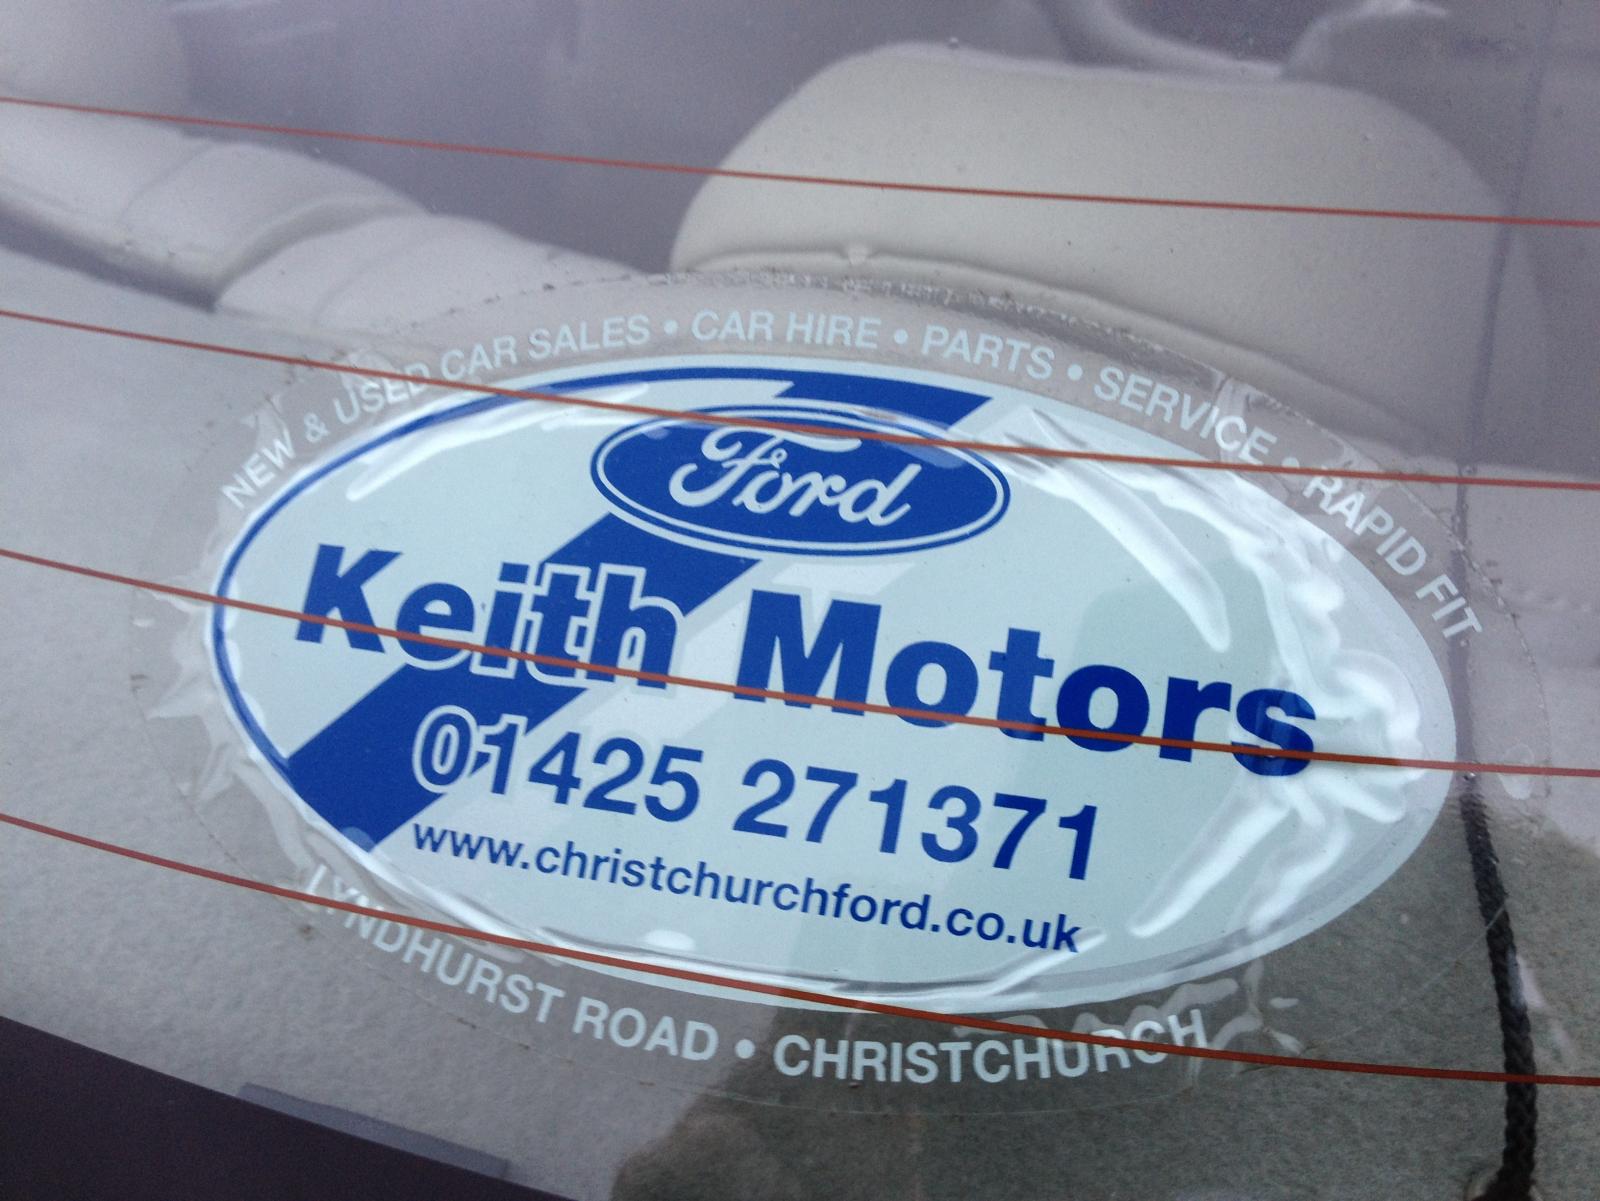 NEW & USED CAR SALES • CAR HIRE • PARTS • SERVICE • RAPID FIT
Ford
Keith Motors
01425 271371
www.christchurchford.co.uk
LYNDHURST ROAD • CHRISTCHURCH